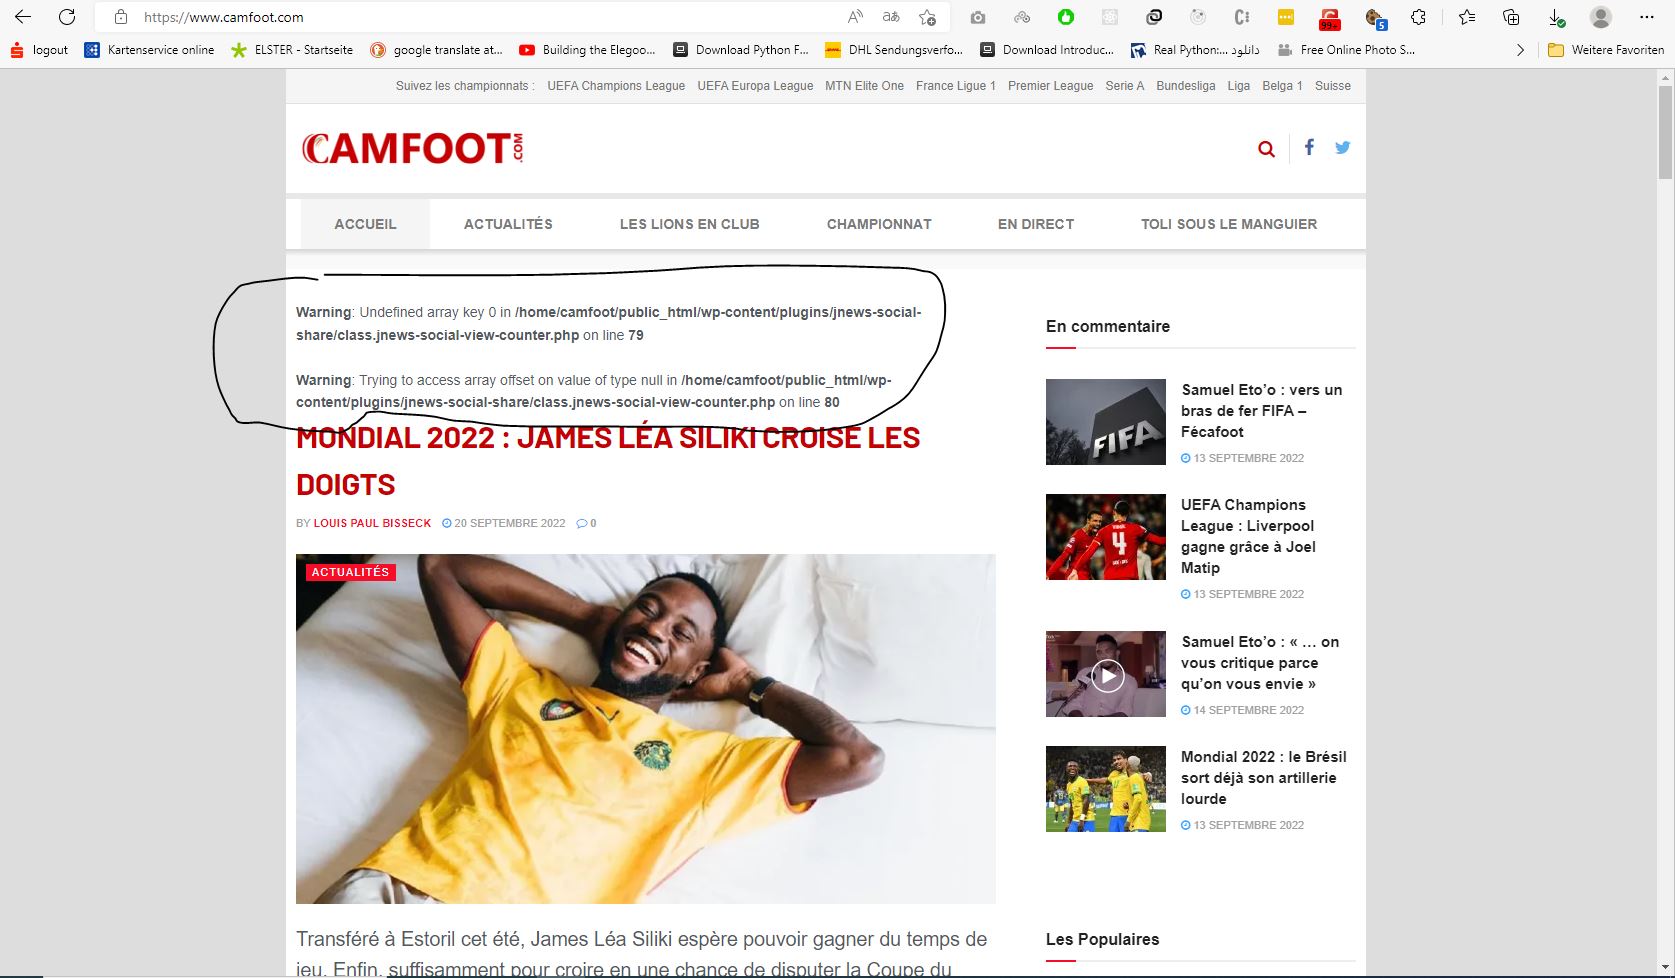 https://www.camfoot.com
99+
5
logout
Kartenservice online
ELSTER - Startseite
google translate at...
Building the Elegoo...
Download Python F...
DHL Sendungsverfo...
Download Introduc...
Real Python:... دانلود
Free Online Photo S...
Weitere Favoriten
Suivez les championnats : UEFA Champions League UEFA Europa League MTN Elite One France Ligue 1 Premier League Serie A Bundesliga Liga Belga 1 Suisse
CAMFOOT.COM
ACCUEIL ACTUALITÉS LES LIONS EN CLUB CHAMPIONNAT EN DIRECT TOLI SOUS LE MANGUIER
Warning: Undefined array key 0 in /home/camfoot/public_html/wp-content/plugins/jnews-social-
share/class.jnews-social-view-counter.php on line 79
Warning: Trying to access array offset on value of type null in /home/camfoot/public_html/wp-
content/plugins/jnews-social-share/class.jnews-social-view-counter.php on line 80
MONDIAL 2022 : JAMES LÉA SILIKI CROISE LES
DOIGTS
BY LOUIS PAUL BISSECK 20 SEPTEMBRE 2022 0
ACTUALITÉS
Transféré à Estoril cet été, James Léa Siliki espère pouvoir gagner du temps de
jeu. Enfin, suffisamment pour croire en une chance de disputer la Coupe du
En commentaire
FIFA
Samuel Eto’o : vers un
bras de fer FIFA –
Fécafoot
13 SEPTEMBRE 2022
4
UEFA Champions
League : Liverpool
gagne grâce à Joel
Matip
13 SEPTEMBRE 2022
Samuel Eto’o : « … on
vous critique parce
qu’on vous envie »
14 SEPTEMBRE 2022
Mondial 2022 : le Brésil
sort déjà son artillerie
lourde
13 SEPTEMBRE 2022
Les Populaires